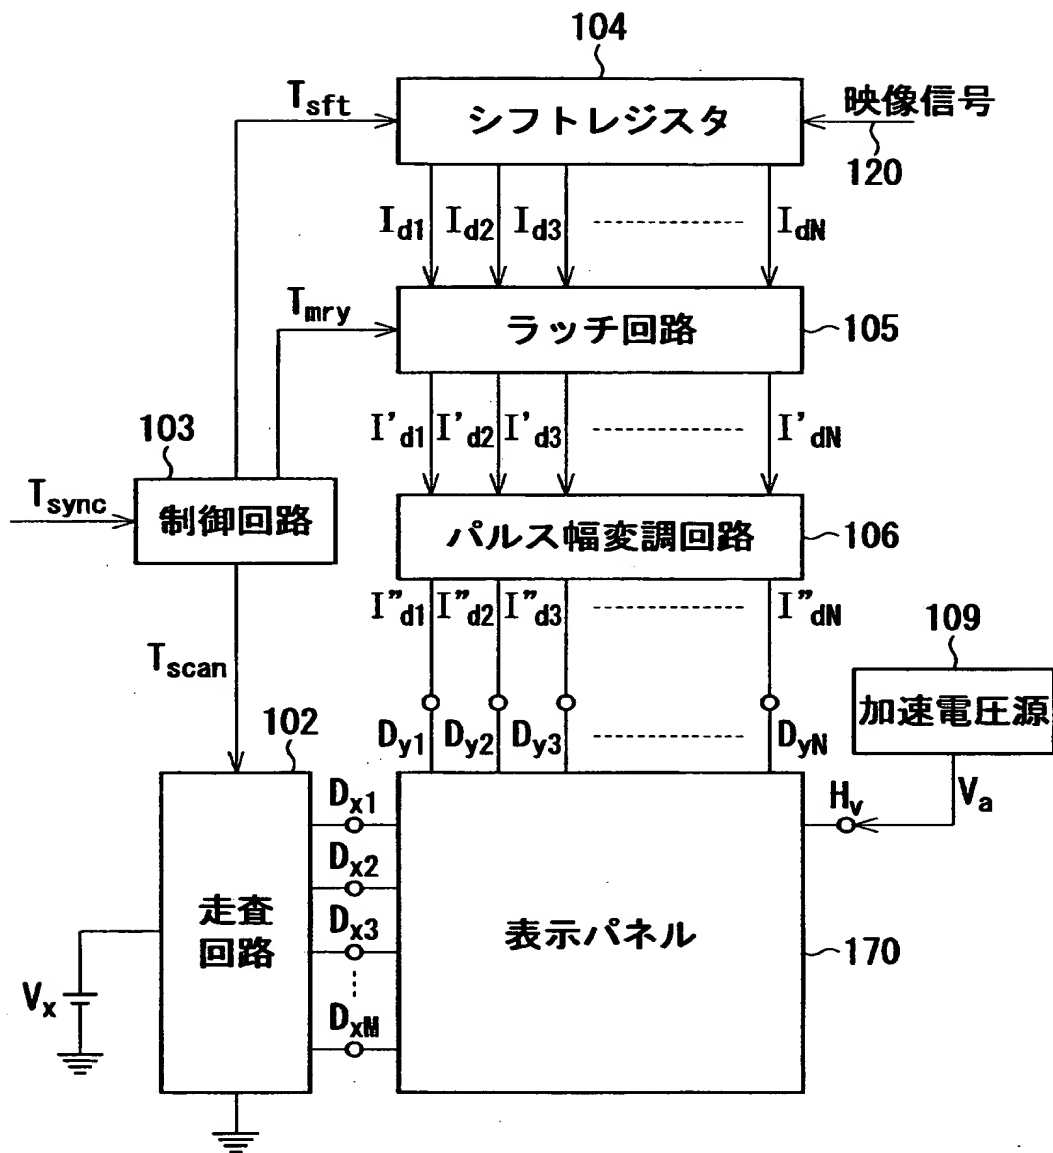 104
T_sft
シフトレジスタ
映像信号
120
I_d1 I_d2 I_d3 I_dN
T_mry
ラッチ回路
105
103
I'_d1 I'_d2 I'_d3 I'_dN
T_sync
制御回路
パルス幅変調回路
106
I"_d1 I"_d2 I"_d3 I"_dN
T_scan
109
加速電圧源
102
D_y1 D_y2 D_y3 D_yN
D_x1
H_v
V_a
D_x2
走査
回路
D_x3
表示パネル
170
V_x
D_xM